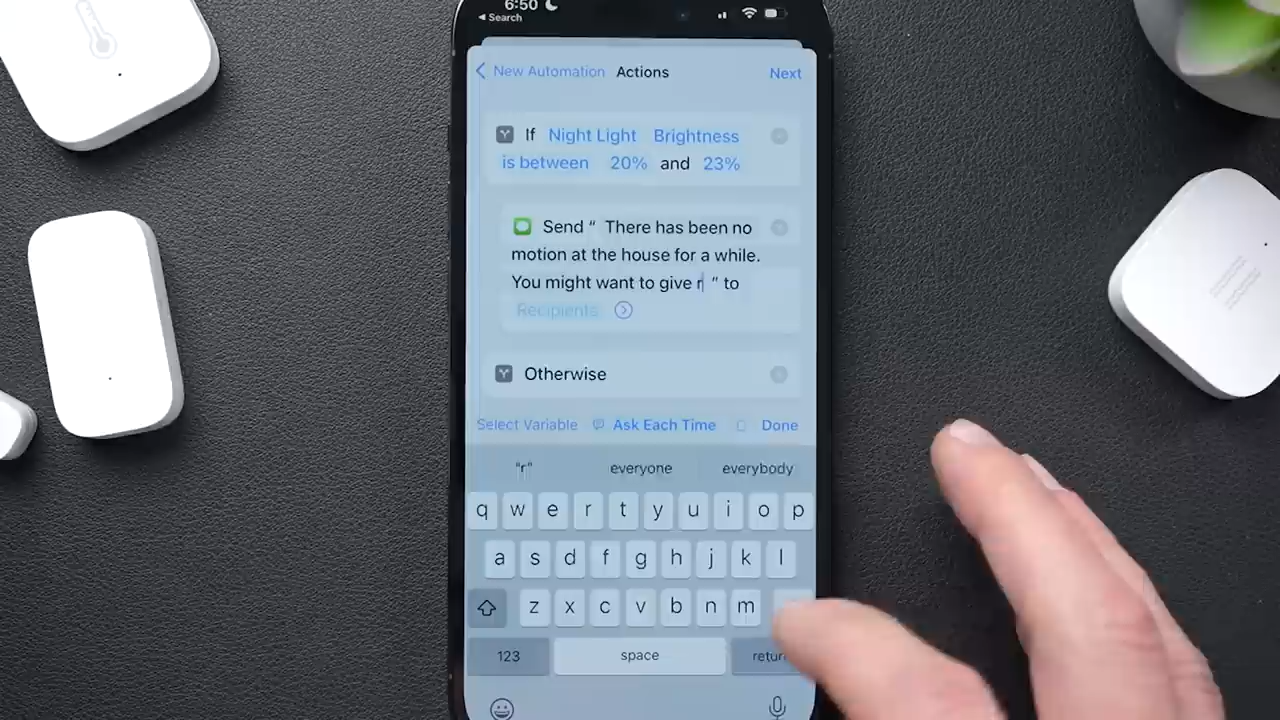 6:50
Search
New Automation Actions Next
If Night Light Brightness
is between 20% and 23%
Send “ There has been no
motion at the house for a while.
You might want to give r ” to
Recipients
Otherwise
Select Variable Ask Each Time Done
“r” everyone everybody
q w e r t y u i o p
a s d f g h j k l
z x c v b n m
123 space retur